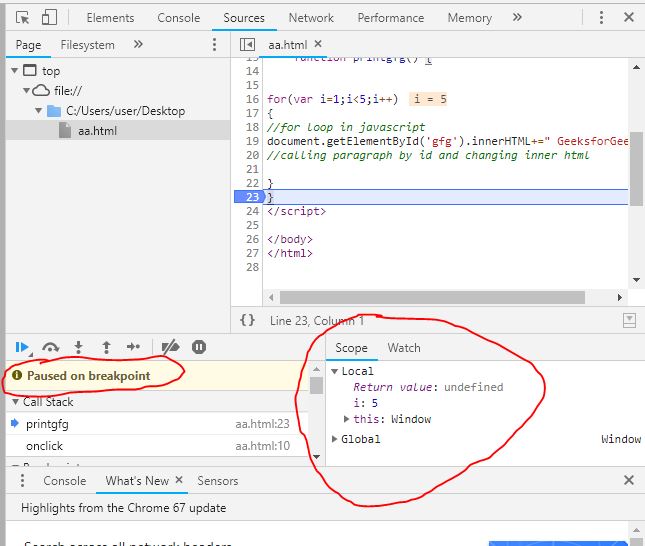 Elements Console Sources Network Performance Memory »
Page Filesystem »
aa.html ×
top
file://
C:/Users/user/Desktop
aa.html
function printgfg() {
14
15
16 for(var i=1;i<5;i++) i = 5
17 {
18 //for loop in javascript
19 document.getElementById('gfg').innerHTML+=" GeeksforGee
20 //calling paragraph by id and changing inner html
21
22 }
23 }
24 </script>
25
26 </body>
27 </html>
28
{} Line 23, Column 1
Paused on breakpoint
Call Stack
printgfg aa.html:23
onclick aa.html:10
Scope Watch
Local
Return value: undefined
i: 5
this: Window
Global Window
Console What's New × Sensors ×
Highlights from the Chrome 67 update